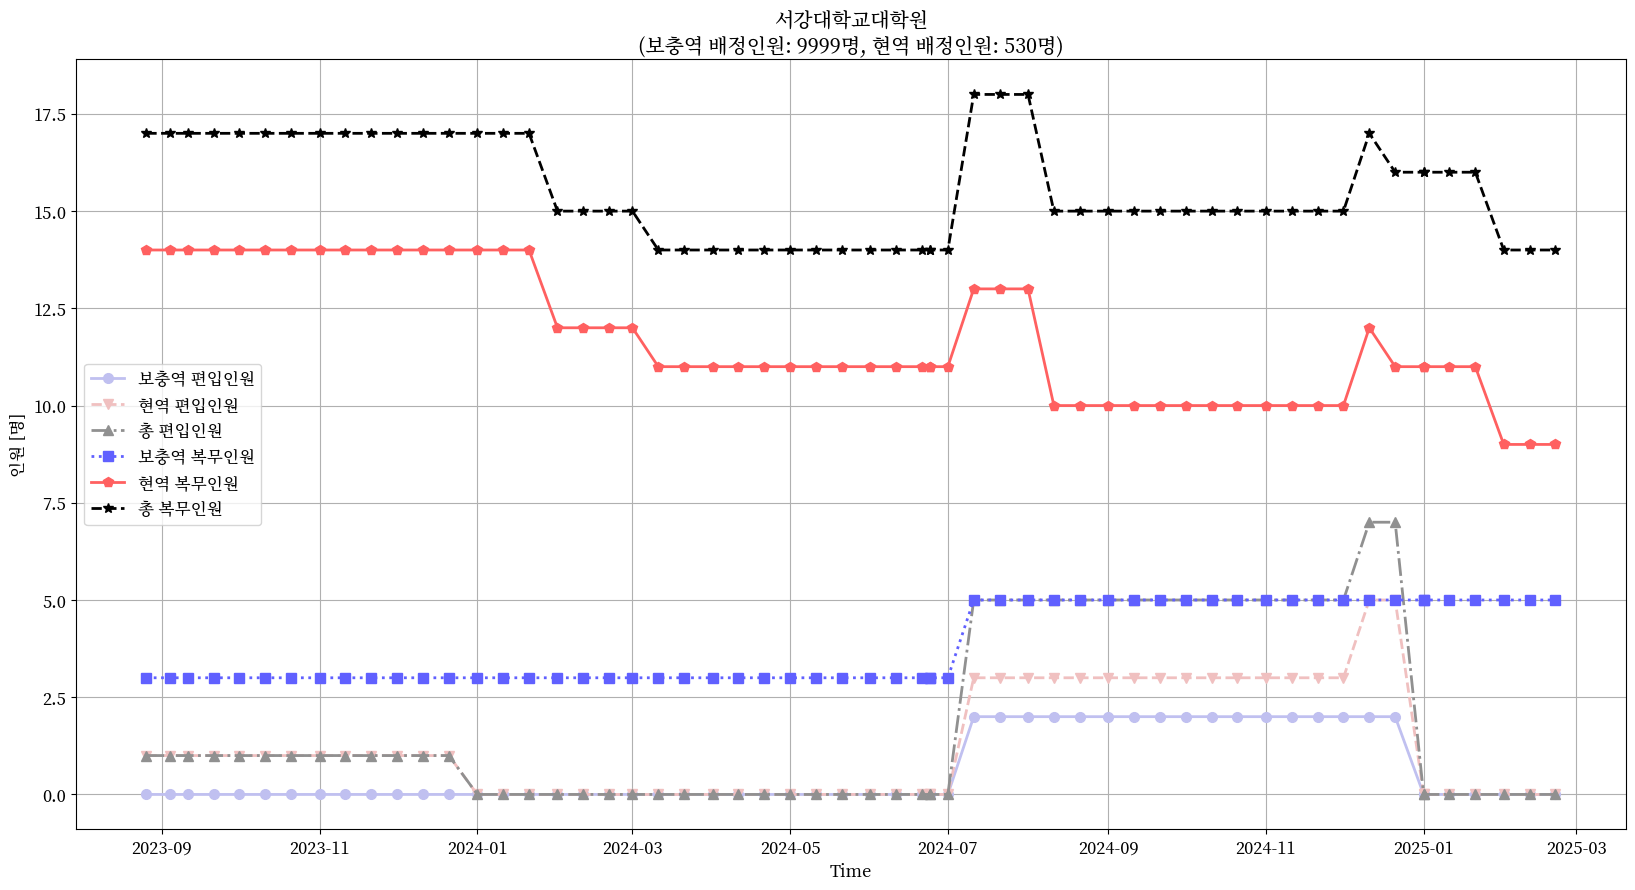 서강대학교대학원
(보충역 배정인원: 9999명, 현역 배정인원: 530명)
인원 [명]
17.5
15.0
12.5
10.0
7.5
5.0
2.5
0.0
보충역 편입인원
현역 편입인원
총 편입인원
보충역 복무인원
현역 복무인원
총 복무인원
2023-09
2023-11
2024-01
2024-03
2024-05
2024-07
2024-09
2024-11
2025-01
2025-03
Time